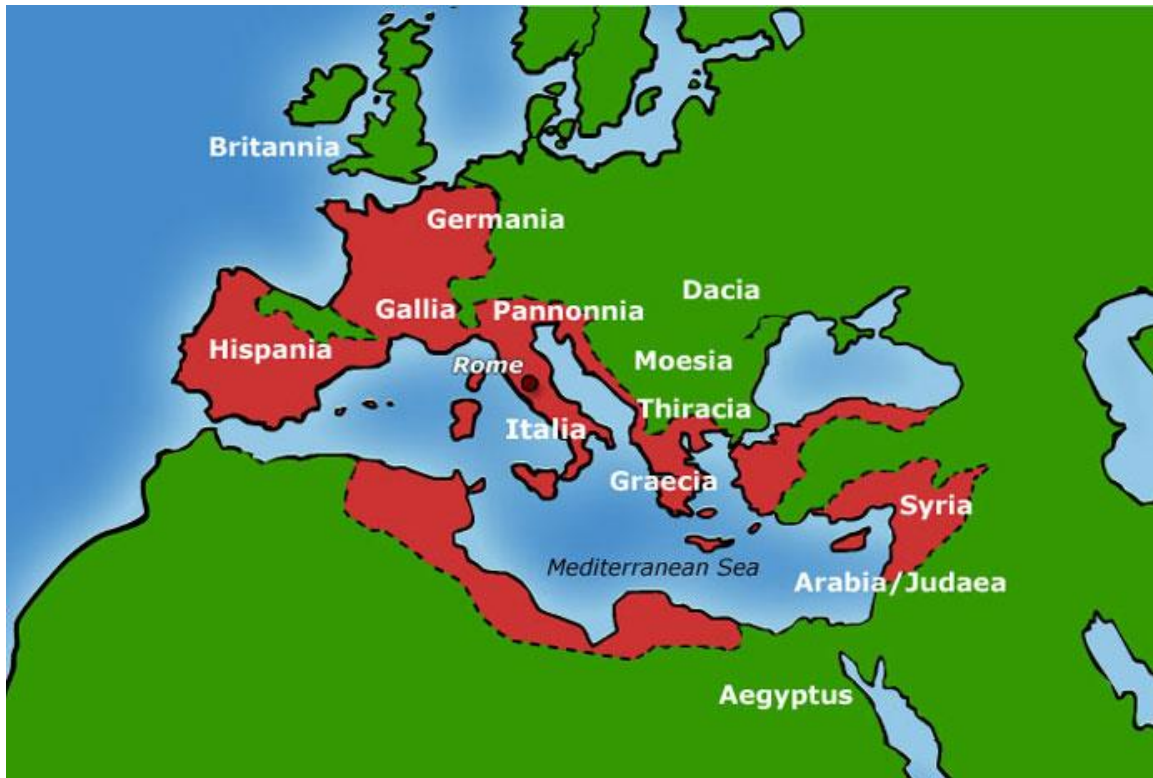 Britannia
Germania
Dacia
Gallia
Pannonnia
Hispania
Moesia
Rome
Thiracia
Italia
Graecia
Syria
Mediterranean Sea
Arabia/Judaea
Aegyptus